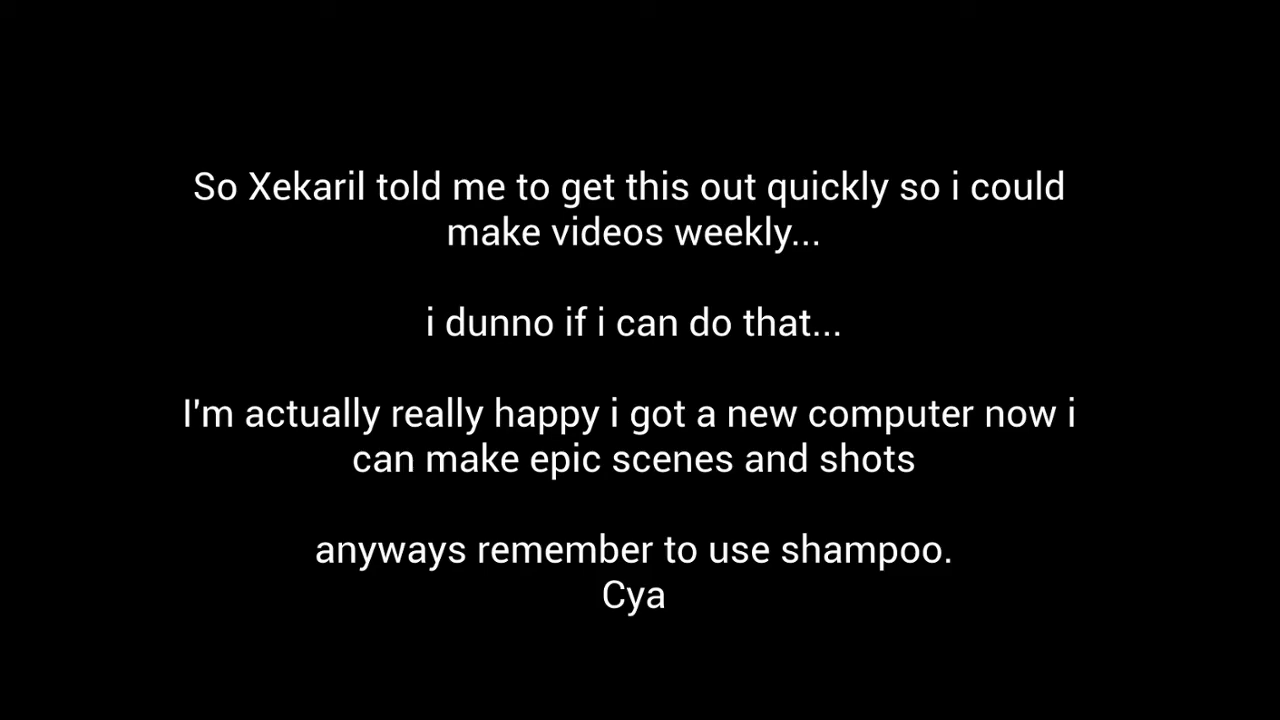 So Xekaril told me to get this out quickly so i could
make videos weekly...
i dunno if i can do that...
I'm actually really happy i got a new computer now i
can make epic scenes and shots
anyways remember to use shampoo.
Cya